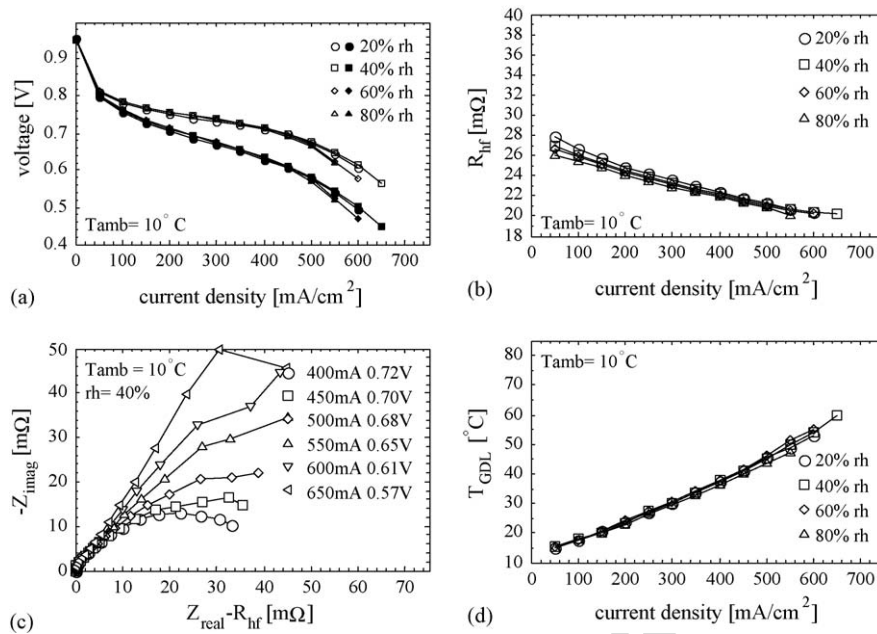 0.9
0.8
0.7
0.6
0.5
0.4
voltage [V]
20% rh
40% rh
60% rh
80% rh
Tamb= 10°C
0 100 200 300 400 500 600 700
(a) current density [mA/cm²]
40
38
36
34
32
30
28
26
24
22
20
18
R_hf [mΩ]
20% rh
40% rh
60% rh
80% rh
Tamb= 10°C
0 100 200 300 400 500 600 700
(b) current density [mA/cm²]
50
40
30
20
10
0
-Z_imag [mΩ]
Tamb = 10°C
rh= 40%
400mA 0.72V
450mA 0.70V
500mA 0.68V
550mA 0.65V
600mA 0.61V
650mA 0.57V
0 10 20 30 40 50 60 70
(c) Z_real-R_hf [mΩ]
80
70
60
50
40
30
20
10
T_GDL [°C]
Tamb= 10°C
20% rh
40% rh
60% rh
80% rh
0 100 200 300 400 500 600 700
(d) current density [mA/cm²]